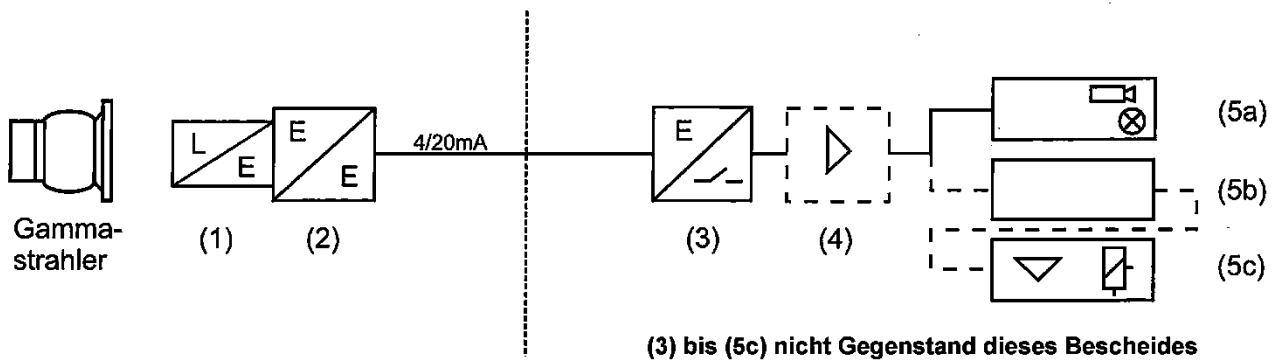 Gamma-
strahler
L
E
(1)
E
E
(2)
4/20mA
E
(3)
(4)
(5a)
(5b)
(5c)
(3) bis (5c) nicht Gegenstand dieses Bescheides